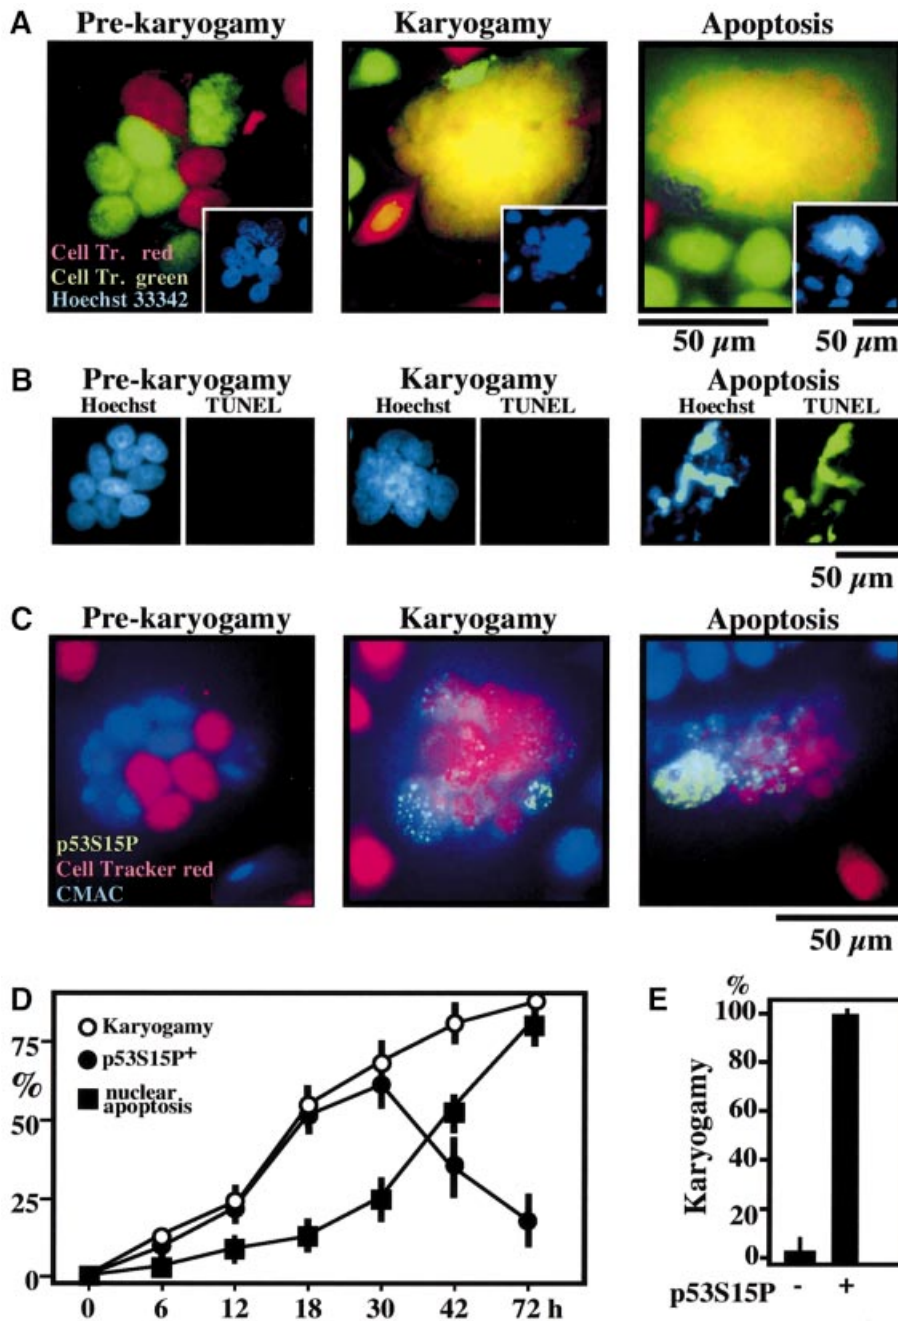 A
Pre-karyogamy
Karyogamy
Apoptosis
Cell Tr. red
Cell Tr. green
Hoechst 33342
50 µm
50 µm
B
Pre-karyogamy
Karyogamy
Apoptosis
Hoechst
TUNEL
Hoechst
TUNEL
Hoechst
TUNEL
50 µm
C
Pre-karyogamy
Karyogamy
Apoptosis
p53S15P
Cell Tracker red
CMAC
50 µm
D
Karyogamy
p53S15P+
nuclear
apoptosis
75
%
50
25
0
0 6 12 18 30 42 72 h
E
%
100
80
60
40
20
0
Karyogamy
p53S15P - +